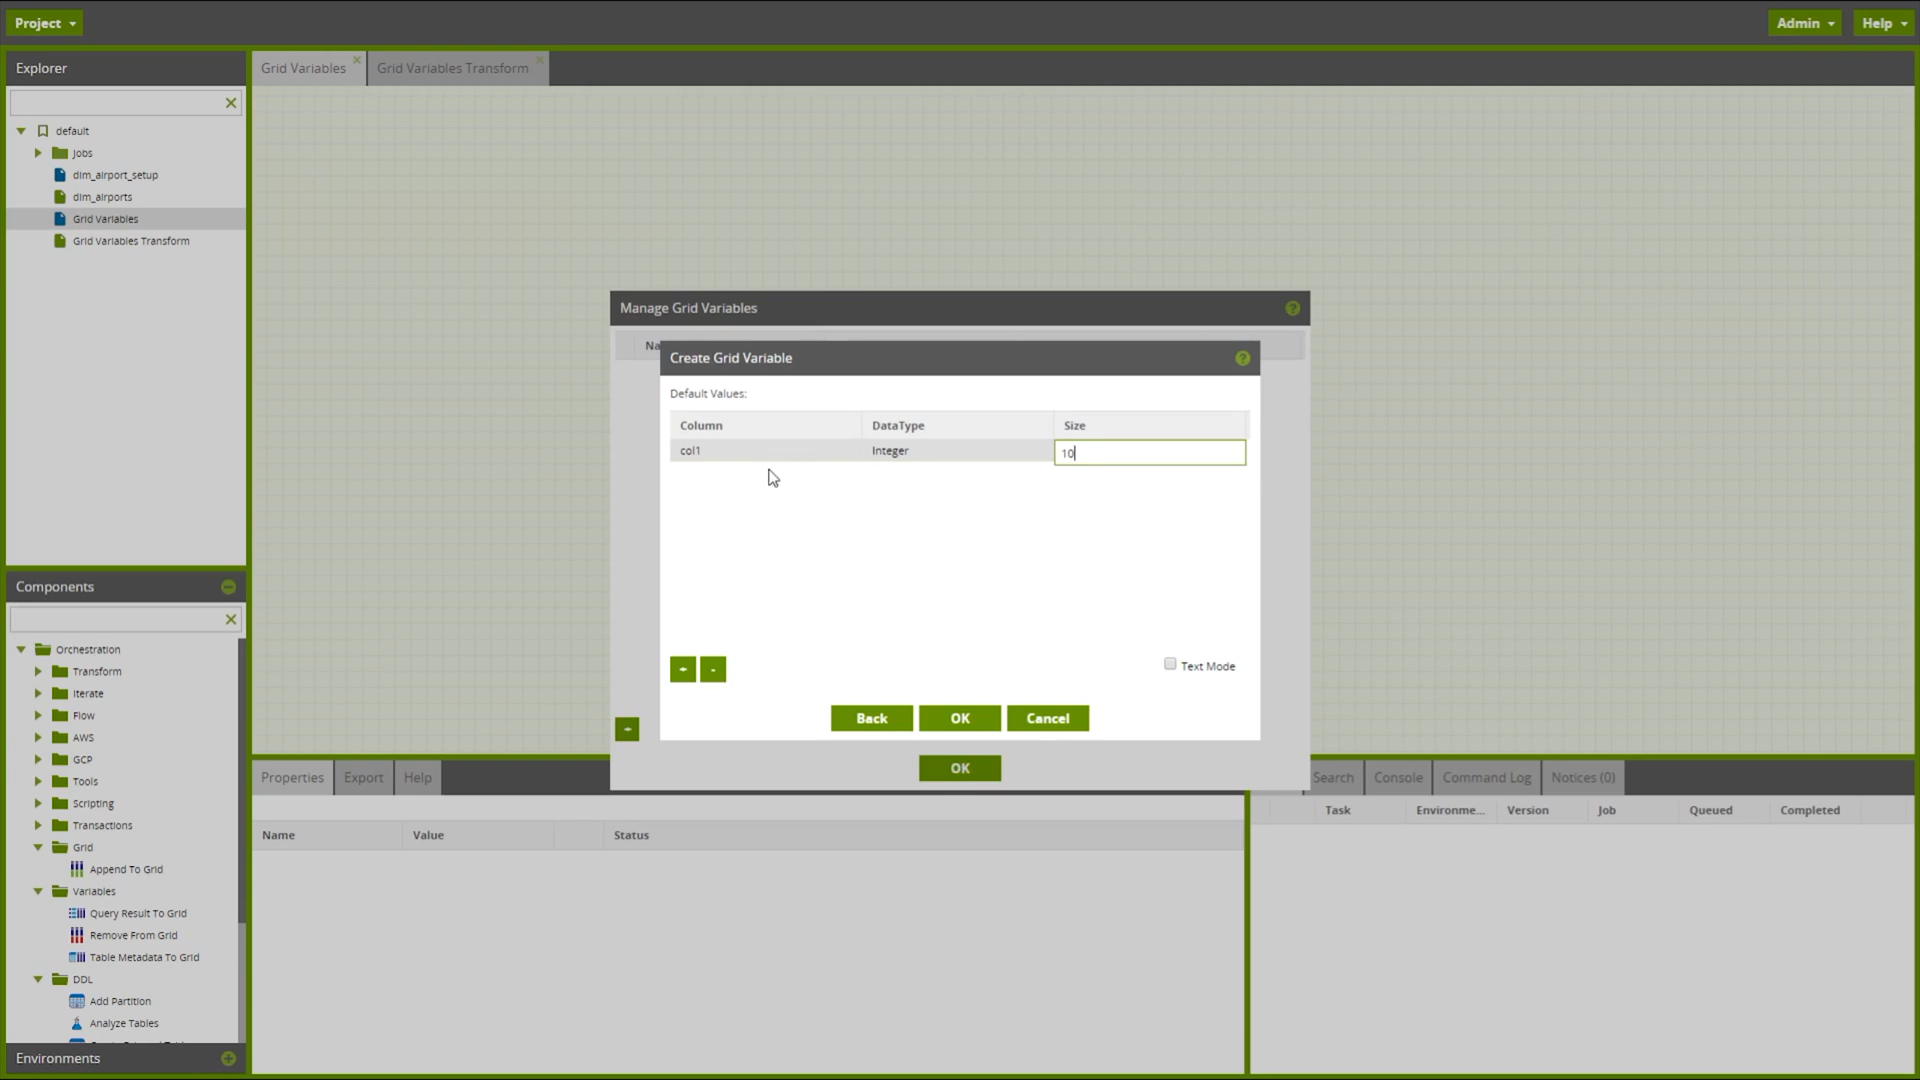 Project
Admin
Help
Explorer
Grid Variables
Grid Variables Transform
default
Jobs
dim_airport_setup
dim_airports
Grid Variables
Grid Variables Transform
Manage Grid Variables
Na
Create Grid Variable
Default Values:
Column DataType Size
col1 Integer 10
+ -
Text Mode
Back OK Cancel
OK
Components
Orchestration
Transform
Iterate
Flow
AWS
GCP
Tools
Scripting
Transactions
Grid
Append To Grid
Variables
Query Result To Grid
Remove From Grid
Table Metadata To Grid
DDL
Add Partition
Analyze Tables
Environments
Properties Export Help
Name Value Status
Search Console Command Log Notices (0)
Task Environme... Version Job Queued Completed